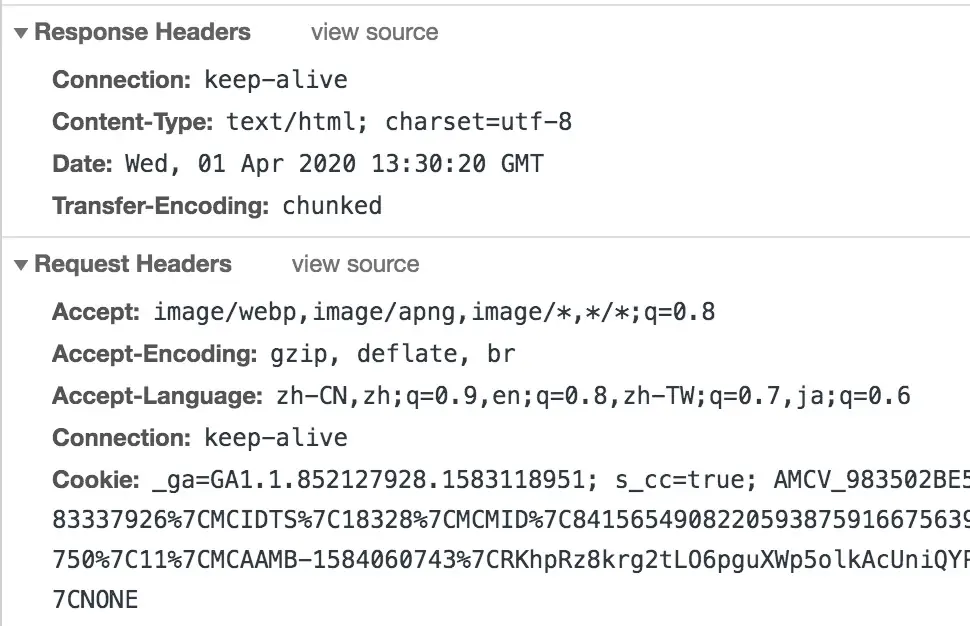 Response Headers view source
Connection: keep-alive
Content-Type: text/html; charset=utf-8
Date: Wed, 01 Apr 2020 13:30:20 GMT
Transfer-Encoding: chunked
Request Headers view source
Accept: image/webp,image/apng,image/*,*/*;q=0.8
Accept-Encoding: gzip, deflate, br
Accept-Language: zh-CN,zh;q=0.9,en;q=0.8,zh-TW;q=0.7,ja;q=0.6
Connection: keep-alive
Cookie: _ga=GA1.1.852127928.1583118951; s_cc=true; AMCV_983502BE5
83337926%7CMCIDTS%7C18328%7CMCMID%7C8415654908220593875916675639
750%7C11%7CMCAAMB-1584060743%7CRKhpRz8krg2tLO6pguXWp5olkAcUniQYP
7CNONE